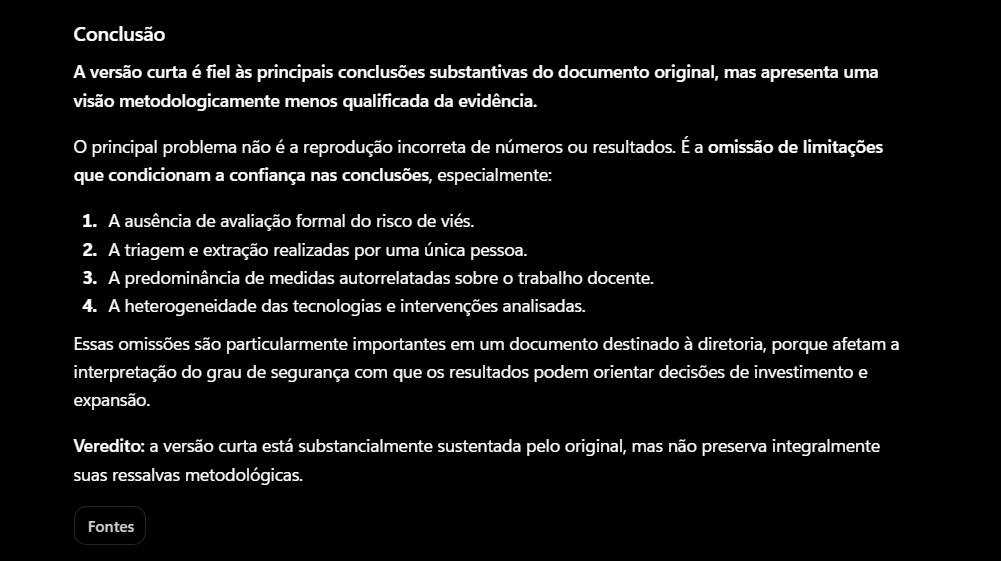 Conclusão
A versão curta é fiel às principais conclusões substantivas do documento original, mas apresenta uma
visão metodologicamente menos qualificada da evidência.
O principal problema não é a reprodução incorreta de números ou resultados. É a omissão de limitações
que condicionam a confiança nas conclusões, especialmente:
1. A ausência de avaliação formal do risco de viés.
2. A triagem e extração realizadas por uma única pessoa.
3. A predominância de medidas autorrelatadas sobre o trabalho docente.
4. A heterogeneidade das tecnologias e intervenções analisadas.
Essas omissões são particularmente importantes em um documento destinado à diretoria, porque afetam a
interpretação do grau de segurança com que os resultados podem orientar decisões de investimento e
expansão.
Veredito: a versão curta está substancialmente sustentada pelo original, mas não preserva integralmente
suas ressalvas metodológicas.
Fontes